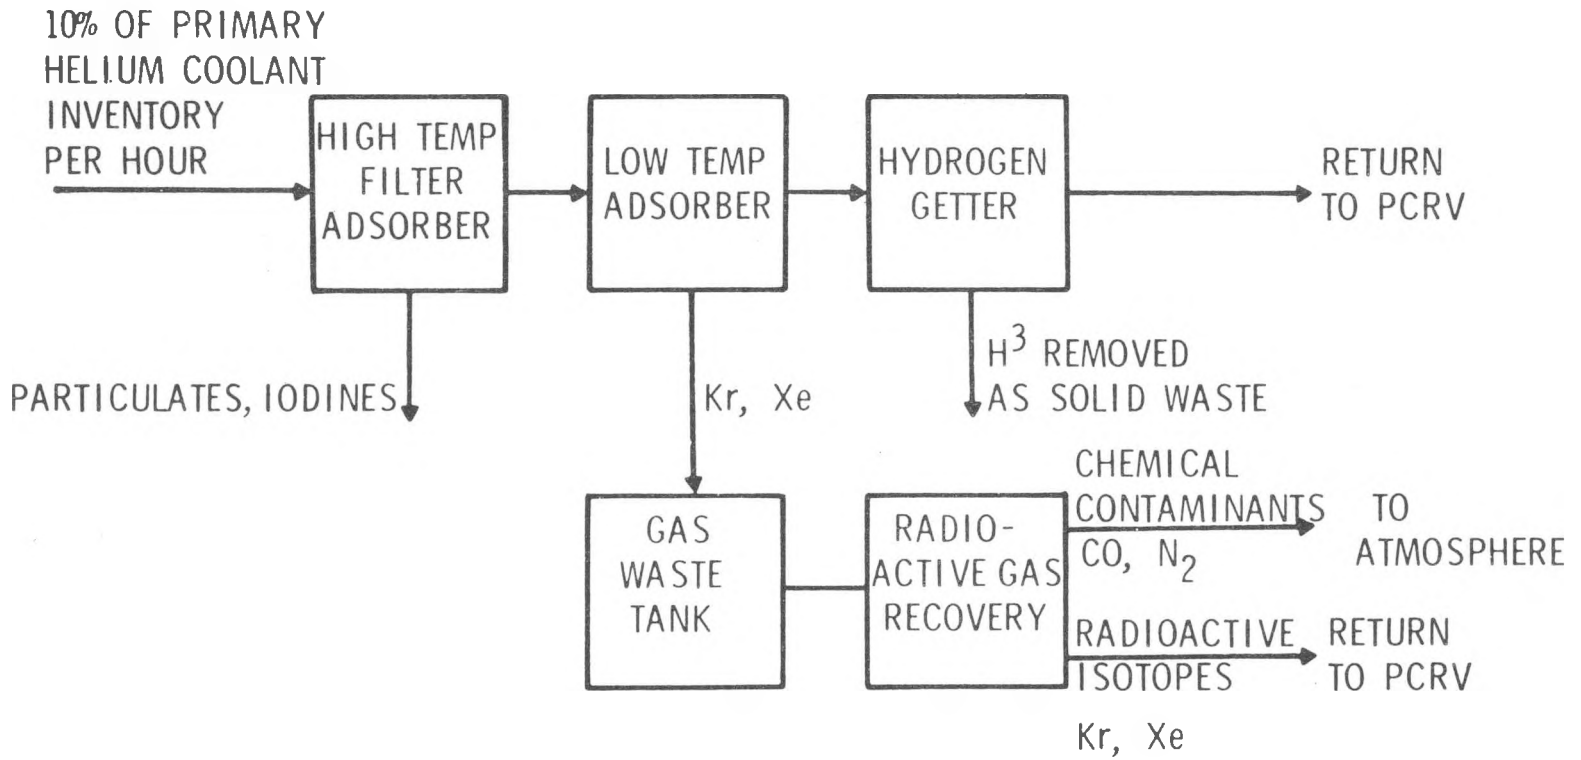 10% OF PRIMARY
HELIUM COOLANT
INVENTORY
PER HOUR
HIGH TEMP
FILTER
ADSORBER
LOW TEMP
ADSORBER
HYDROGEN
GETTER
RETURN
TO PCRV
PARTICULATES, IODINES
Kr, Xe
H³ REMOVED
AS SOLID WASTE
GAS
WASTE
TANK
RADIO-
ACTIVE GAS
RECOVERY
CHEMICAL
CONTAMINANTS
CO, N₂
TO
ATMOSPHERE
RADIOACTIVE
ISOTOPES
RETURN
TO PCRV
Kr, Xe